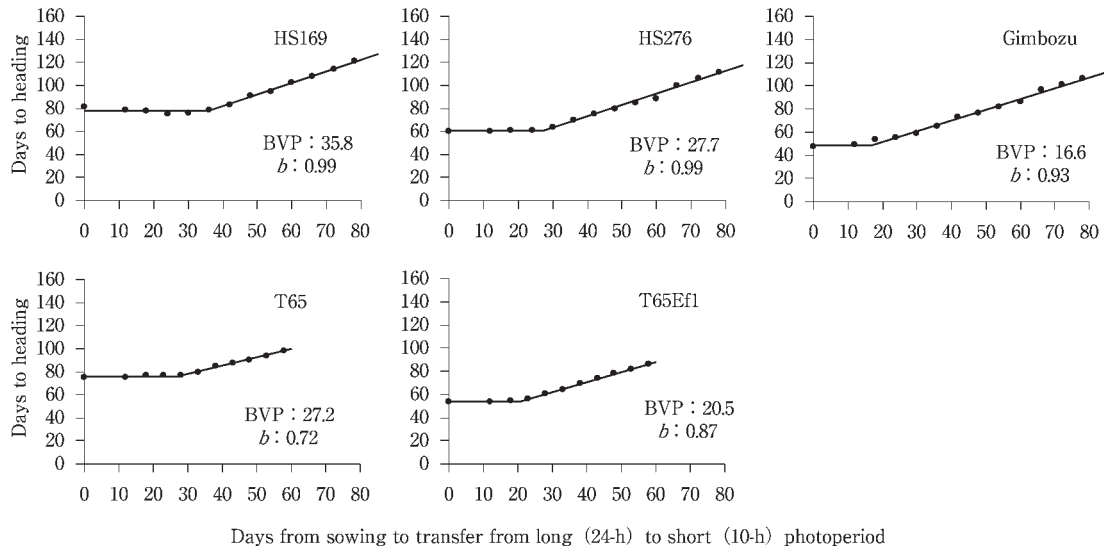 HS169
HS276
Gimbozu
Days to heading
160
140
120
100
80
60
40
20
0
BVP：35.8
b：0.99
0 10 20 30 40 50 60 70 80
160
140
120
100
80
60
40
20
0
BVP：27.7
b：0.99
0 10 20 30 40 50 60 70 80
160
140
120
100
80
60
40
20
0
BVP：16.6
b：0.93
0 10 20 30 40 50 60 70 80
T65
T65Ef1
Days to heading
160
140
120
100
80
60
40
20
0
BVP：27.2
b：0.72
0 10 20 30 40 50 60 70 80
160
140
120
100
80
60
40
20
0
BVP：20.5
b：0.87
0 10 20 30 40 50 60 70 80
Days from sowing to transfer from long (24-h) to short (10-h) photoperiod